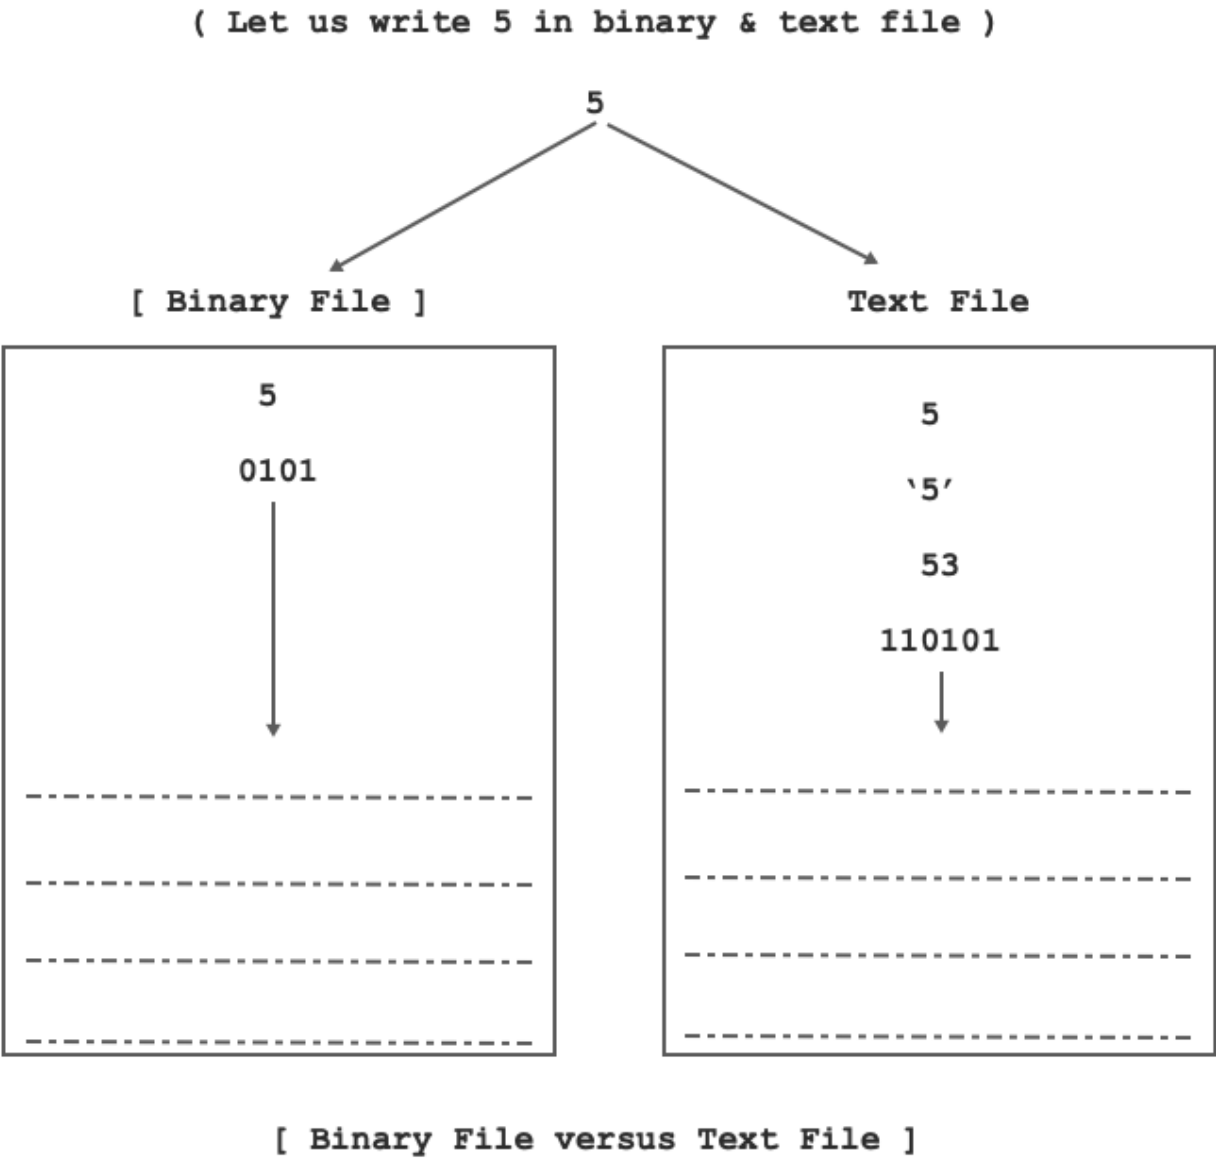 ( Let us write 5 in binary & text file )
5
[ Binary File ]
Text File
5
0101
5
‘5’
53
110101
[ Binary File versus Text File ]